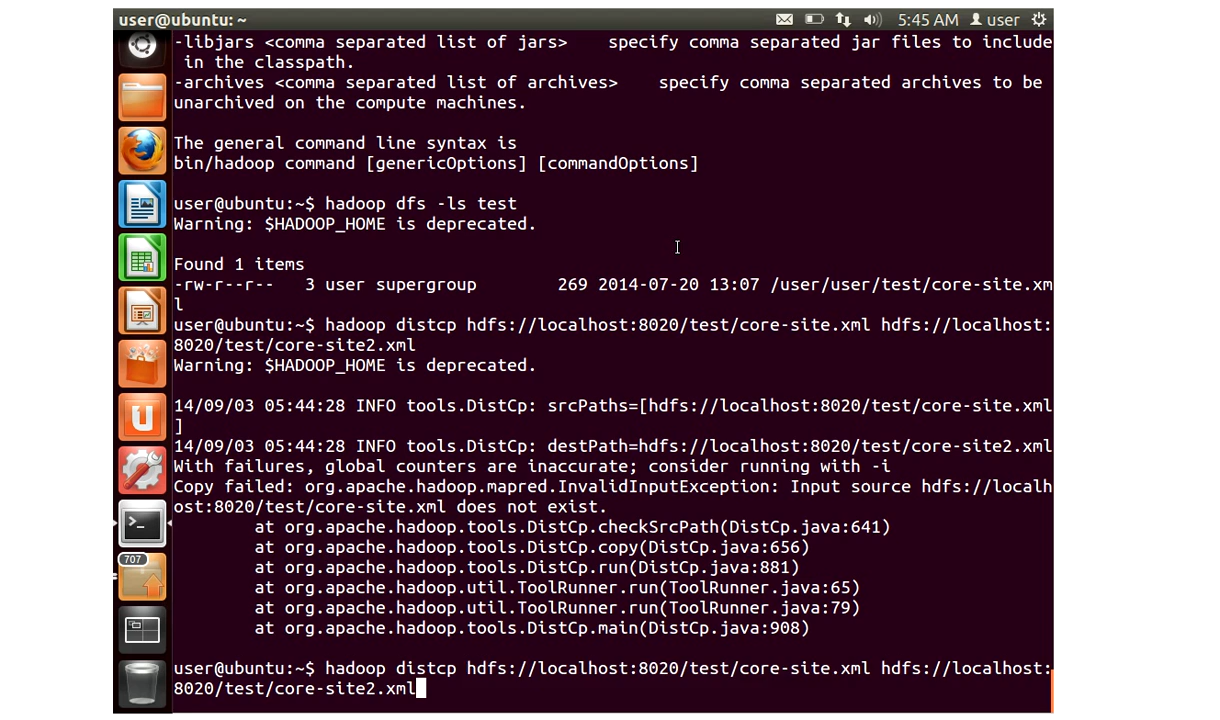 user@ubuntu: ~
5:45 AM user
-libjars <comma separated list of jars>    specify comma separated jar files to include
 in the classpath.
-archives <comma separated list of archives>    specify comma separated archives to be
unarchived on the compute machines.
The general command line syntax is
bin/hadoop command [genericOptions] [commandOptions]
user@ubuntu:~$ hadoop dfs -ls test
Warning: $HADOOP_HOME is deprecated.
Found 1 items
-rw-r--r--   3 user supergroup        269 2014-07-20 13:07 /user/user/test/core-site.xm
l
user@ubuntu:~$ hadoop distcp hdfs://localhost:8020/test/core-site.xml hdfs://localhost:
8020/test/core-site2.xml
Warning: $HADOOP_HOME is deprecated.
14/09/03 05:44:28 INFO tools.DistCp: srcPaths=[hdfs://localhost:8020/test/core-site.xml
]
14/09/03 05:44:28 INFO tools.DistCp: destPath=hdfs://localhost:8020/test/core-site2.xml
With failures, global counters are inaccurate; consider running with -i
Copy failed: org.apache.hadoop.mapred.InvalidInputException: Input source hdfs://localh
ost:8020/test/core-site.xml does not exist.
        at org.apache.hadoop.tools.DistCp.checkSrcPath(DistCp.java:641)
        at org.apache.hadoop.tools.DistCp.copy(DistCp.java:656)
        at org.apache.hadoop.tools.DistCp.run(DistCp.java:881)
        at org.apache.hadoop.util.ToolRunner.run(ToolRunner.java:65)
        at org.apache.hadoop.util.ToolRunner.run(ToolRunner.java:79)
        at org.apache.hadoop.tools.DistCp.main(DistCp.java:908)
707
user@ubuntu:~$ hadoop distcp hdfs://localhost:8020/test/core-site.xml hdfs://localhost:
8020/test/core-site2.xml